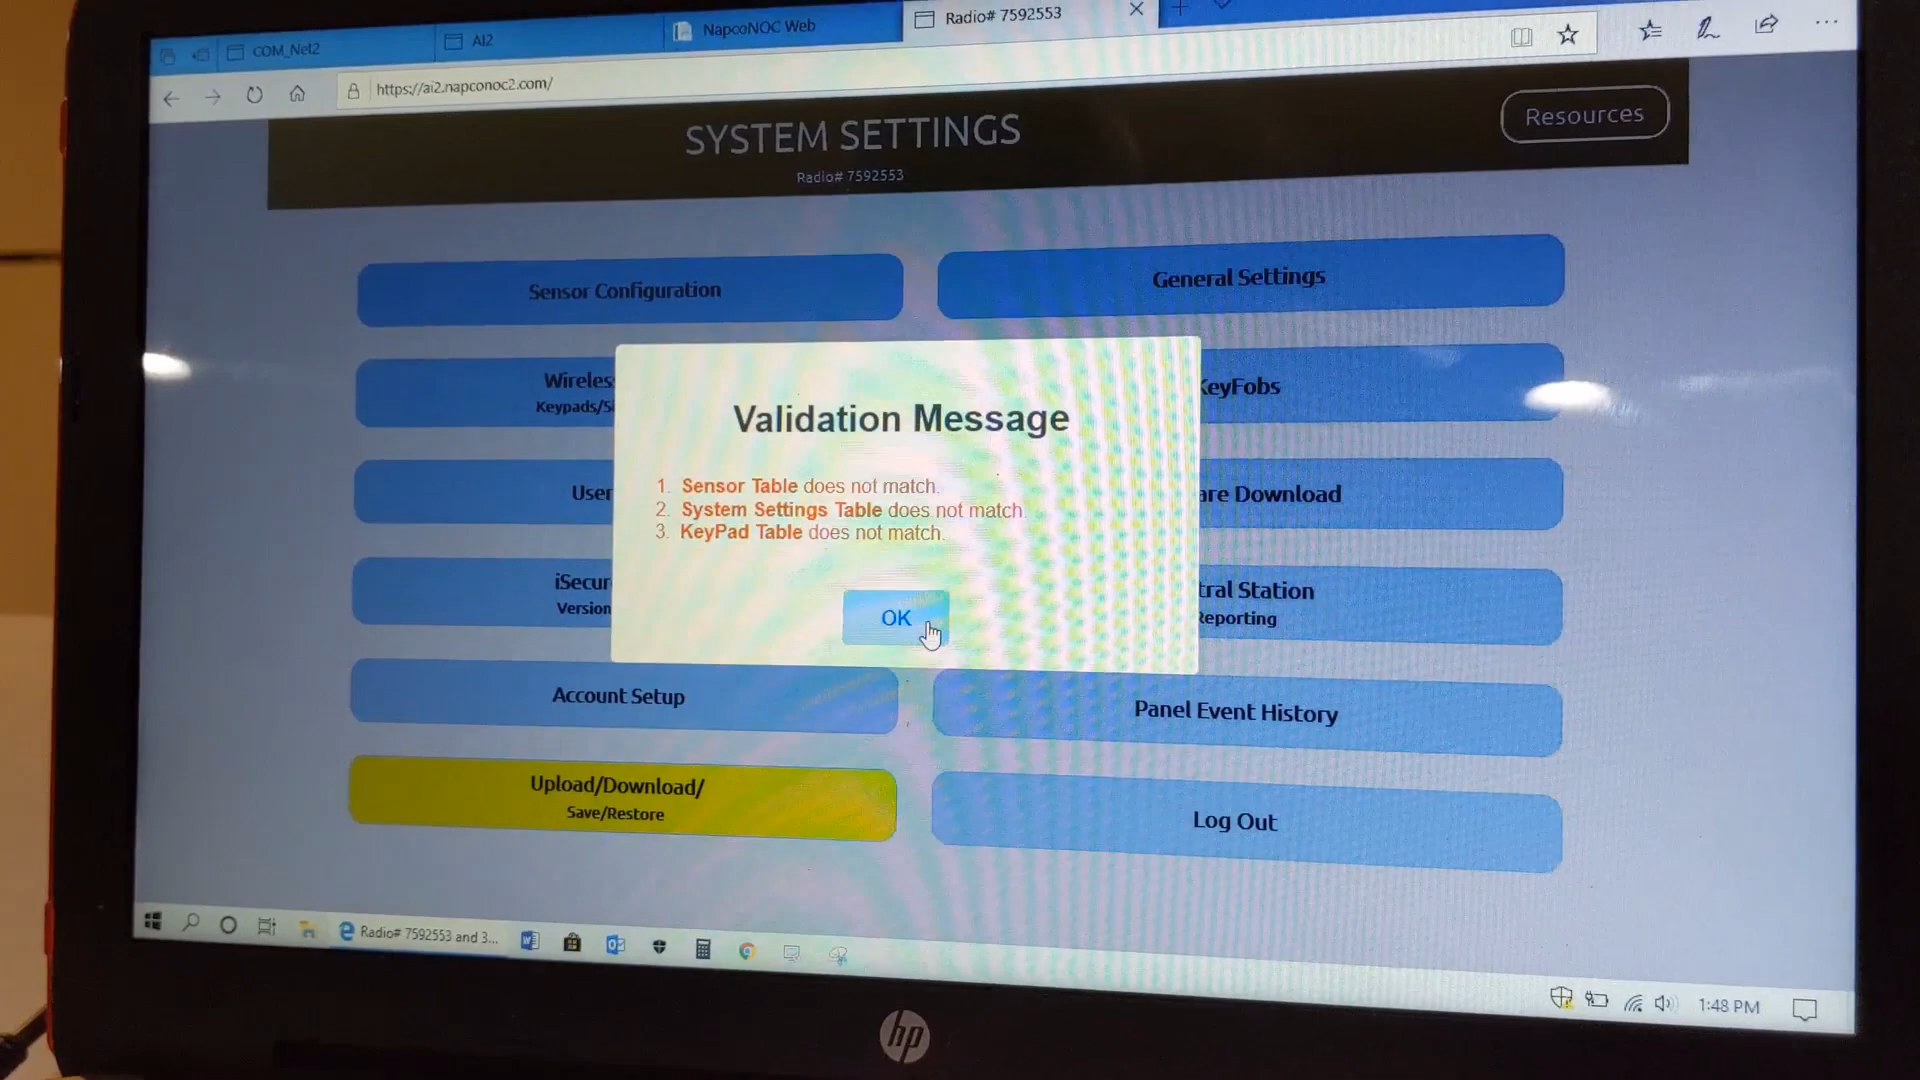 COM_Net2
AI2
NapcoNOC Web
Radio# 7592553
https://ai2.napconoc2.com/
SYSTEM SETTINGS
Radio# 7592553
Resources
Sensor Configuration
General Settings
Wireles
Keypads/Si
KeyFobs
Validation Message
1. Sensor Table does not match.
2. System Settings Table does not match.
3. KeyPad Table does not match.
OK
User
are Download
iSecur
Version
tral Station
Reporting
Account Setup
Panel Event History
Upload/Download/
Save/Restore
Log Out
Radio# 7592553 and 3...
1:48 PM
hp